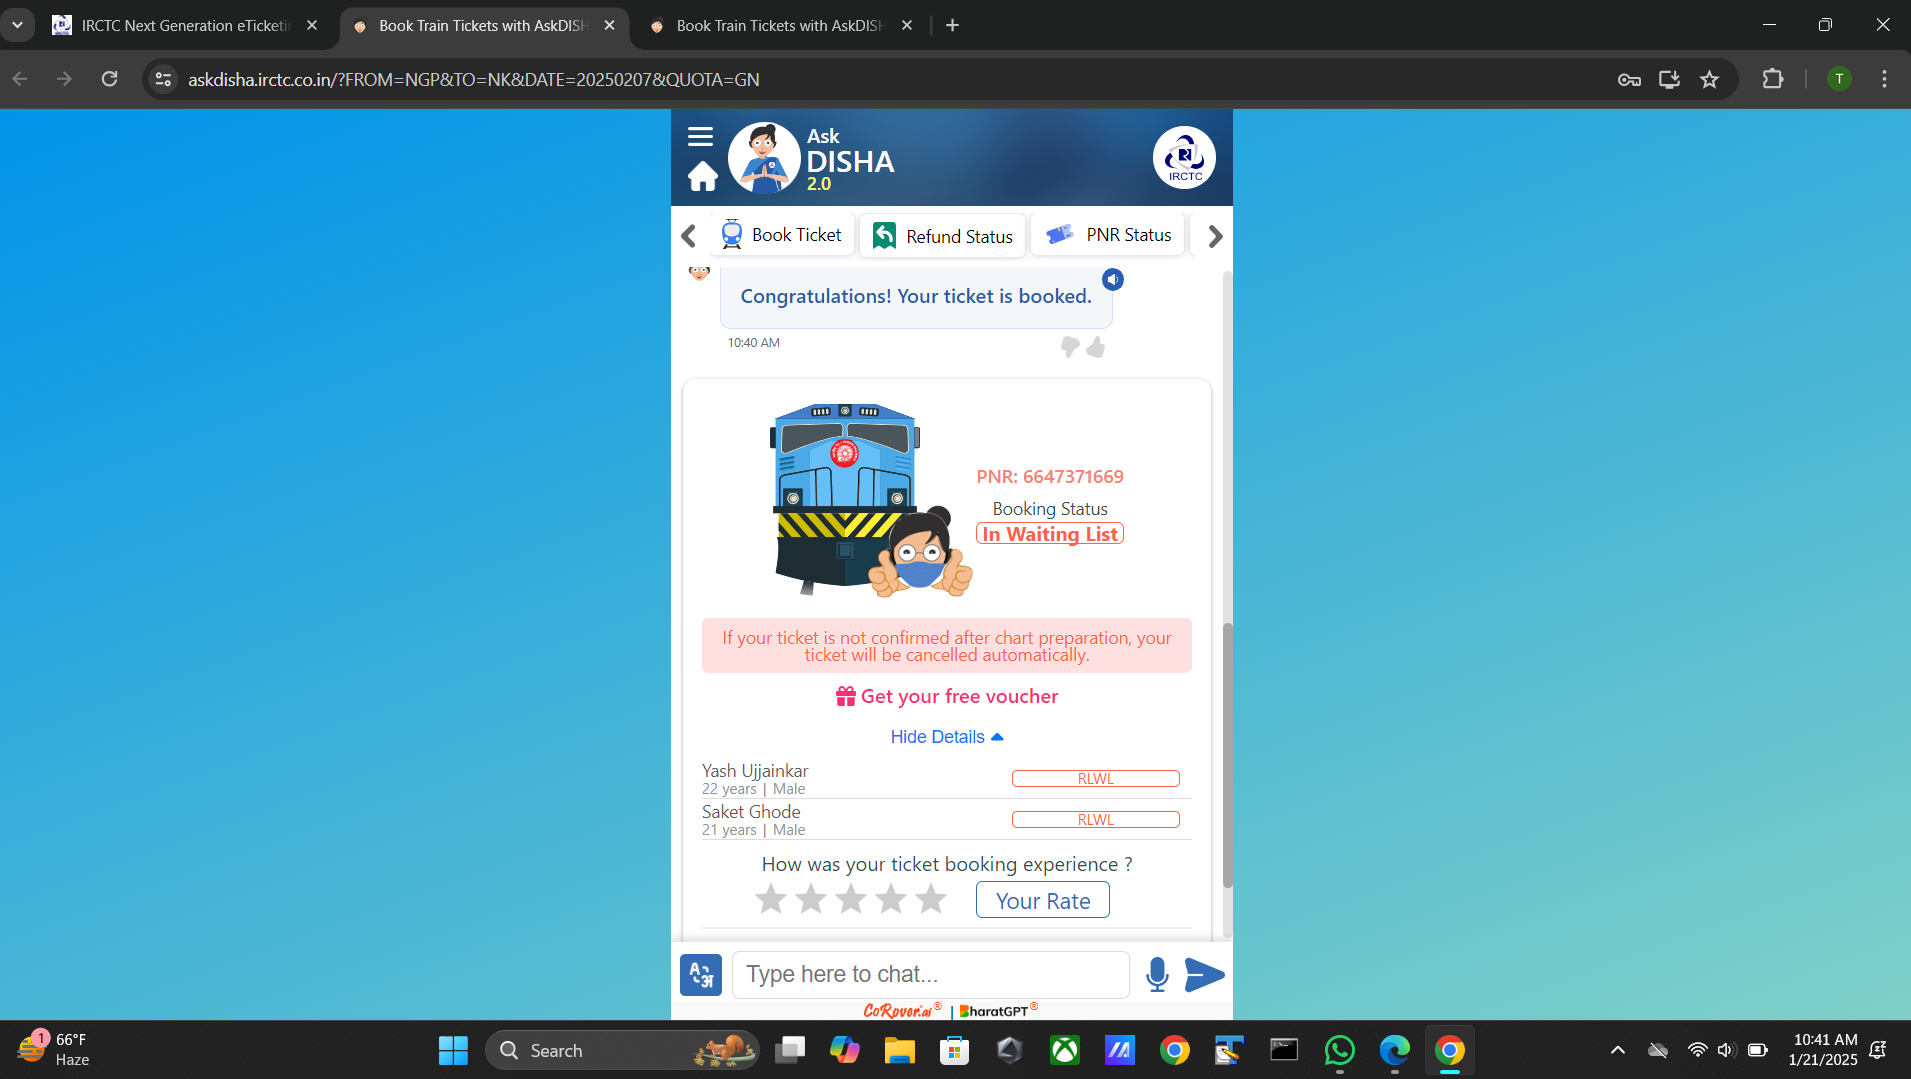 IRCTC Next Generation eTicketi
Book Train Tickets with AskDISH
Book Train Tickets with AskDISH
askdisha.irctc.co.in/?FROM=NGP&TO=NK&DATE=20250207&QUOTA=GN
T
Ask
DISHA
2.0
IRCTC
Book Ticket
Refund Status
PNR Status
Congratulations! Your ticket is booked.
10:40 AM
PNR: 6647371669
Booking Status
In Waiting List
If your ticket is not confirmed after chart preparation, your
ticket will be cancelled automatically.
Get your free voucher
Hide Details
Yash Ujjainkar
RLWL
22 years | Male
Saket Ghode
RLWL
21 years | Male
How was your ticket booking experience ?
Your Rate
A अ
Type here to chat...
CoRover.ai® | BharatGPT®
1
66°F
Haze
Search
10:41 AM
1/21/2025